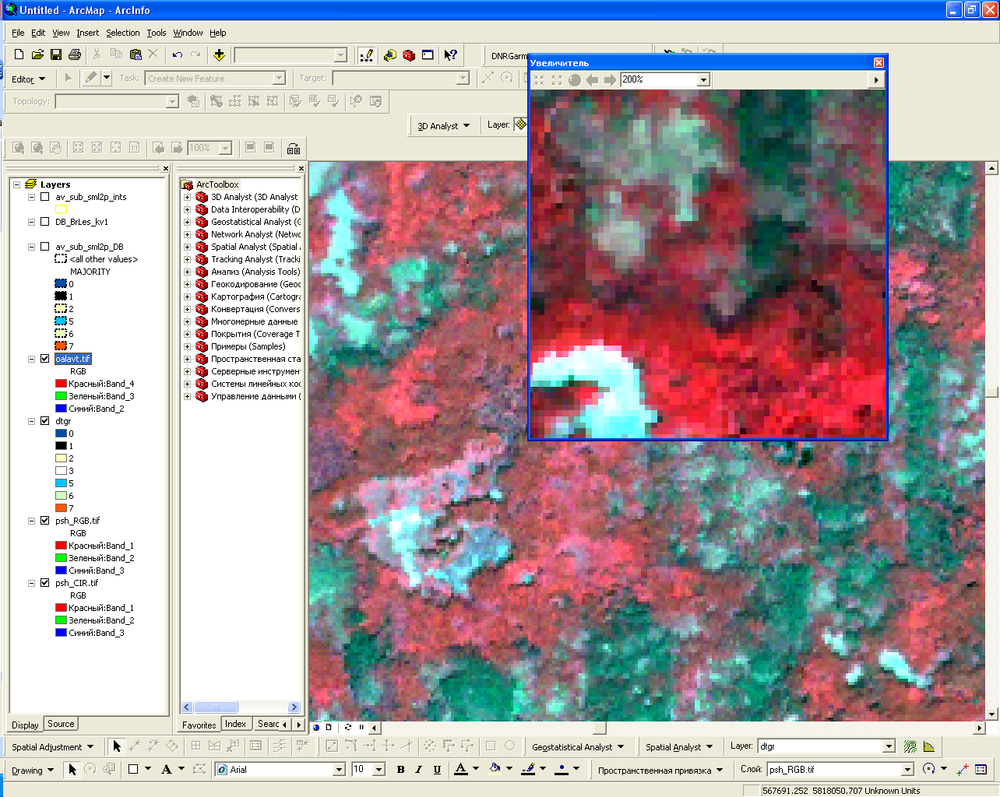 Untitled - ArcMap - ArcInfo
File Edit View Insert Selection Tools Window Help
DNRGarm
Editor Task: Create New Feature Target:
Topology:
3D Analyst Layer:
100% 1:1
Увеличитель
200%
Layers
av_sub_sml2p_ints
DB_BrLes_kv1
av_sub_sml2p_DB
<all other values>
MAJORITY
0
1
2
5
6
7
oalavt.tif
RGB
Красный:Band_4
Зеленый:Band_3
Синий:Band_2
dtgr
0
1
2
3
5
6
7
psh_RGB.tif
RGB
Красный:Band_1
Зеленый:Band_2
Синий:Band_3
psh_CIR.tif
RGB
Красный:Band_1
Зеленый:Band_2
Синий:Band_3
Display Source
ArcToolbox
3D Analyst (3D Analyst
Data Interoperability (D
Geostatistical Analyst (G
Network Analyst (Netwo
Spatial Analyst (Spatial
Tracking Analyst (Tracki
Анализ (Analysis Tools)
Геокодирование (Geoc
Картография (Cartogra
Конвертация (Convers
Многомерные данные
Покрытия (Coverage T
Примеры (Samples)
Пространственная ста
Серверные инструмен
Системы линейных коо
Управление данными (
Favorites Index Searc
Spatial Adjustment Geostatistical Analyst Spatial Analyst Layer: dtgr
Drawing A Arial 10 B I U A Пространственная привязка Слой: psh_RGB.tif
567691.252 5818050.707 Unknown Units